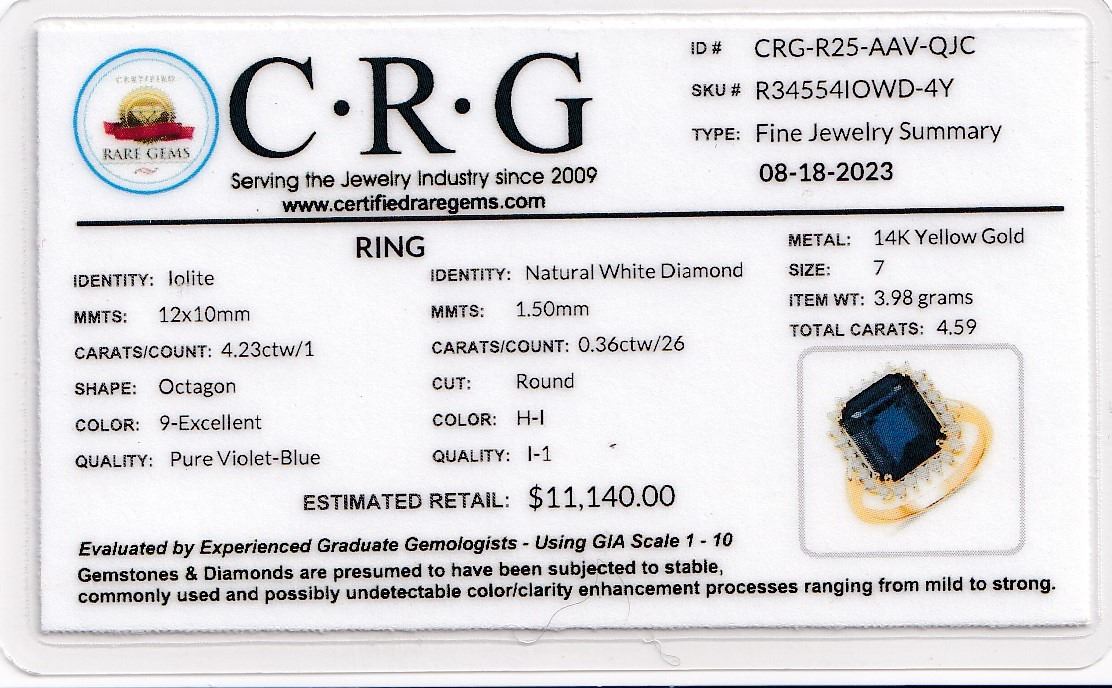 CERTIFIED
RARE GEMS
C·R·G
Serving the Jewelry Industry since 2009
www.certifiedraregems.com
ID # CRG-R25-AAV-QJC
SKU # R34554IOWD-4Y
TYPE: Fine Jewelry Summary
08-18-2023
RING
IDENTITY: Iolite
MMTS: 12x10mm
CARATS/COUNT: 4.23ctw/1
SHAPE: Octagon
COLOR: 9-Excellent
QUALITY: Pure Violet-Blue
IDENTITY: Natural White Diamond
MMTS: 1.50mm
CARATS/COUNT: 0.36ctw/26
CUT: Round
COLOR: H-I
QUALITY: I-1
METAL: 14K Yellow Gold
SIZE: 7
ITEM WT: 3.98 grams
TOTAL CARATS: 4.59
ESTIMATED RETAIL: $11,140.00
Evaluated by Experienced Graduate Gemologists - Using GIA Scale 1 - 10
Gemstones & Diamonds are presumed to have been subjected to stable,
commonly used and possibly undetectable color/clarity enhancement processes ranging from mild to strong.